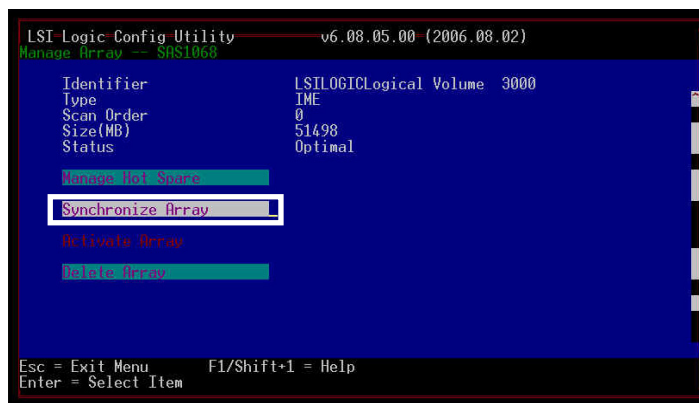 LSI Logic Config Utility v6.08.05.00 (2006.08.02)
Manage Array -- SAS1068
Identifier LSILOGICLogical Volume 3000
Type IME
Scan Order 0
Size(MB) 51498
Status Optimal
Manage Hot Spare
Synchronize Array
Activate Array
Delete Array
Esc = Exit Menu F1/Shift+1 = Help
Enter = Select Item